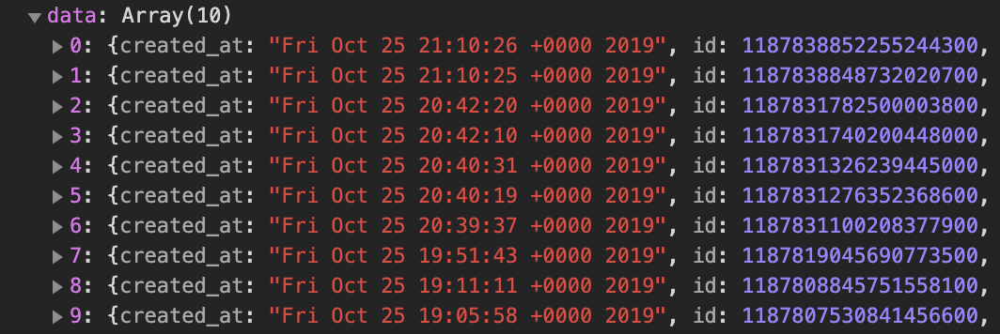 ▼data: Array(10)
▶0: {created_at: "Fri Oct 25 21:10:26 +0000 2019", id: 1187838852255244300,
▶1: {created_at: "Fri Oct 25 21:10:25 +0000 2019", id: 1187838848732020700,
▶2: {created_at: "Fri Oct 25 20:42:20 +0000 2019", id: 1187831782500003800,
▶3: {created_at: "Fri Oct 25 20:42:10 +0000 2019", id: 1187831740200448000,
▶4: {created_at: "Fri Oct 25 20:40:31 +0000 2019", id: 1187831326239445000,
▶5: {created_at: "Fri Oct 25 20:40:19 +0000 2019", id: 1187831276352368600,
▶6: {created_at: "Fri Oct 25 20:39:37 +0000 2019", id: 1187831100208377900,
▶7: {created_at: "Fri Oct 25 19:51:43 +0000 2019", id: 1187819045690773500,
▶8: {created_at: "Fri Oct 25 19:11:11 +0000 2019", id: 1187808845751558100,
▶9: {created_at: "Fri Oct 25 19:05:58 +0000 2019", id: 1187807530841456600,